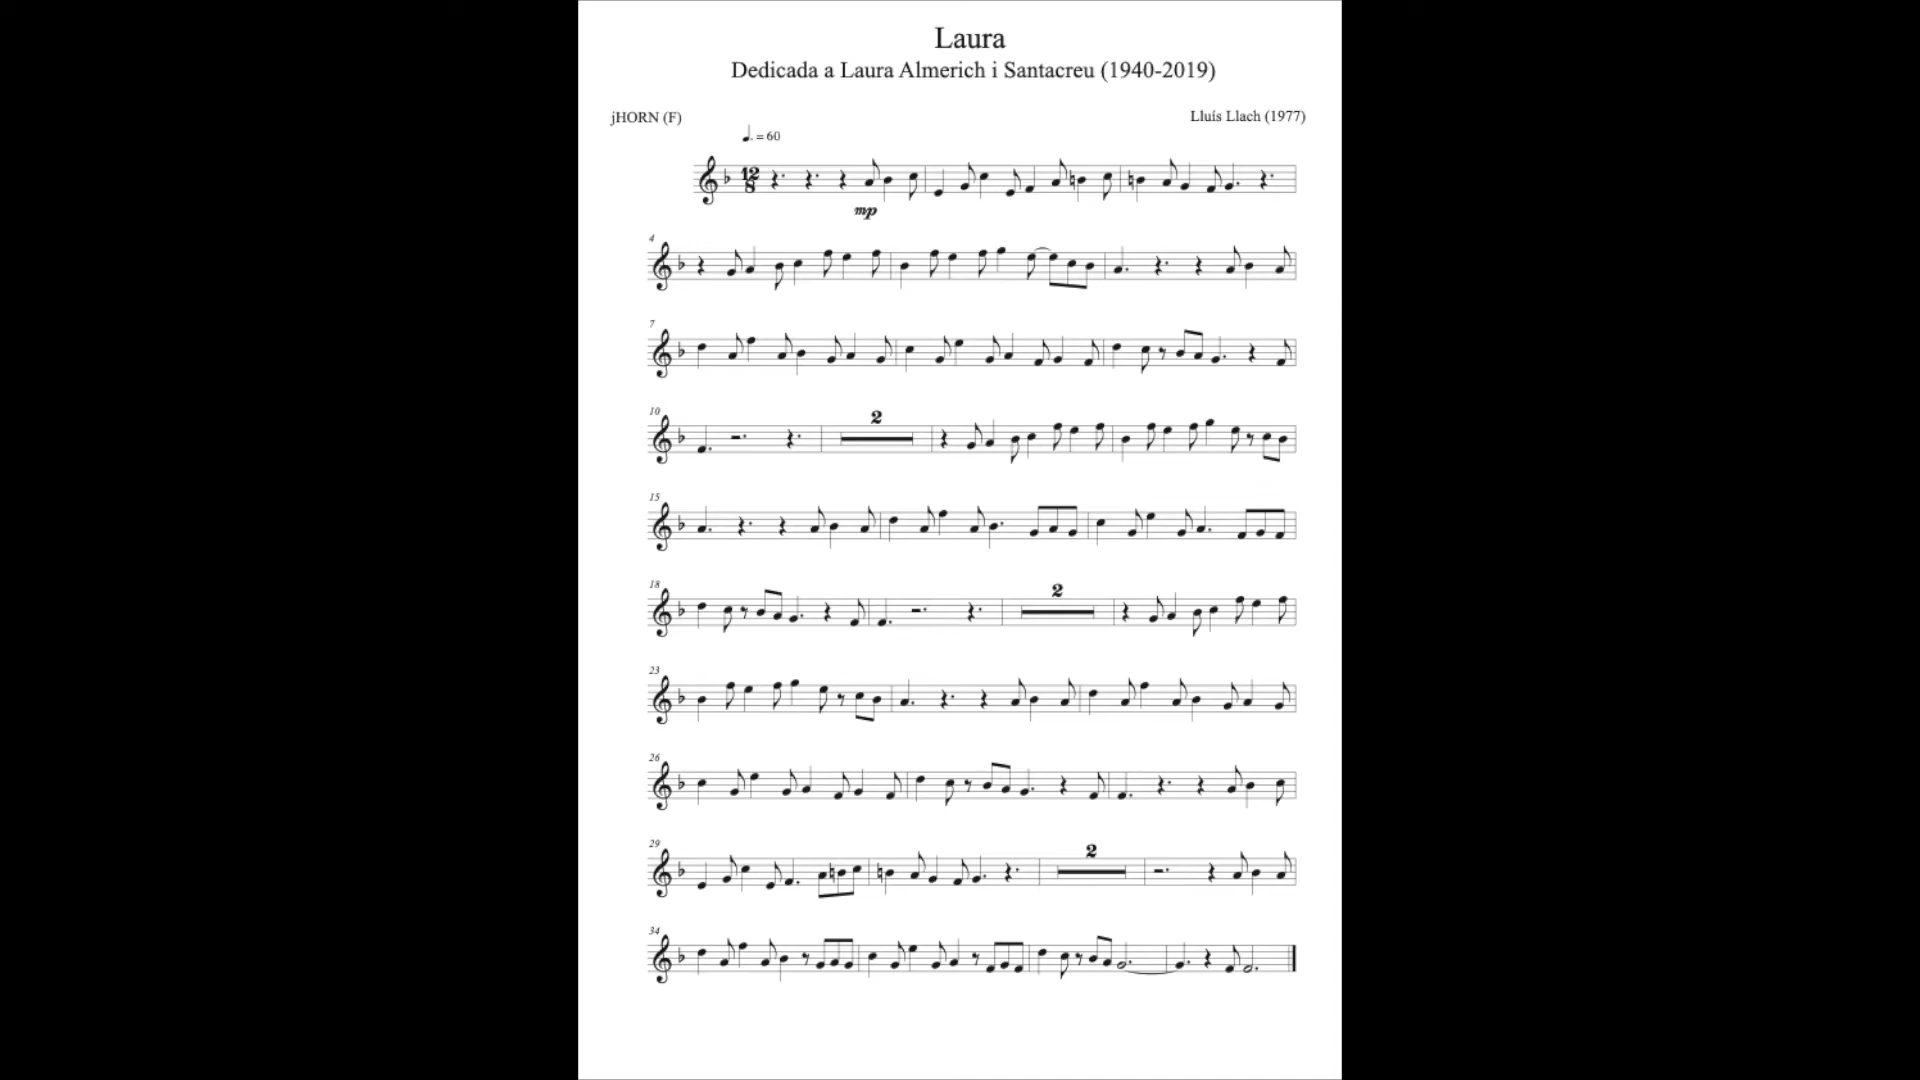 Laura
Dedicada a Laura Almerich i Santacreu (1940-2019)
jHORN (F)
Lluís Llach (1977)
♩. = 60
12
8
mp
4
7
10
2
15
18
2
23
26
29
2
34